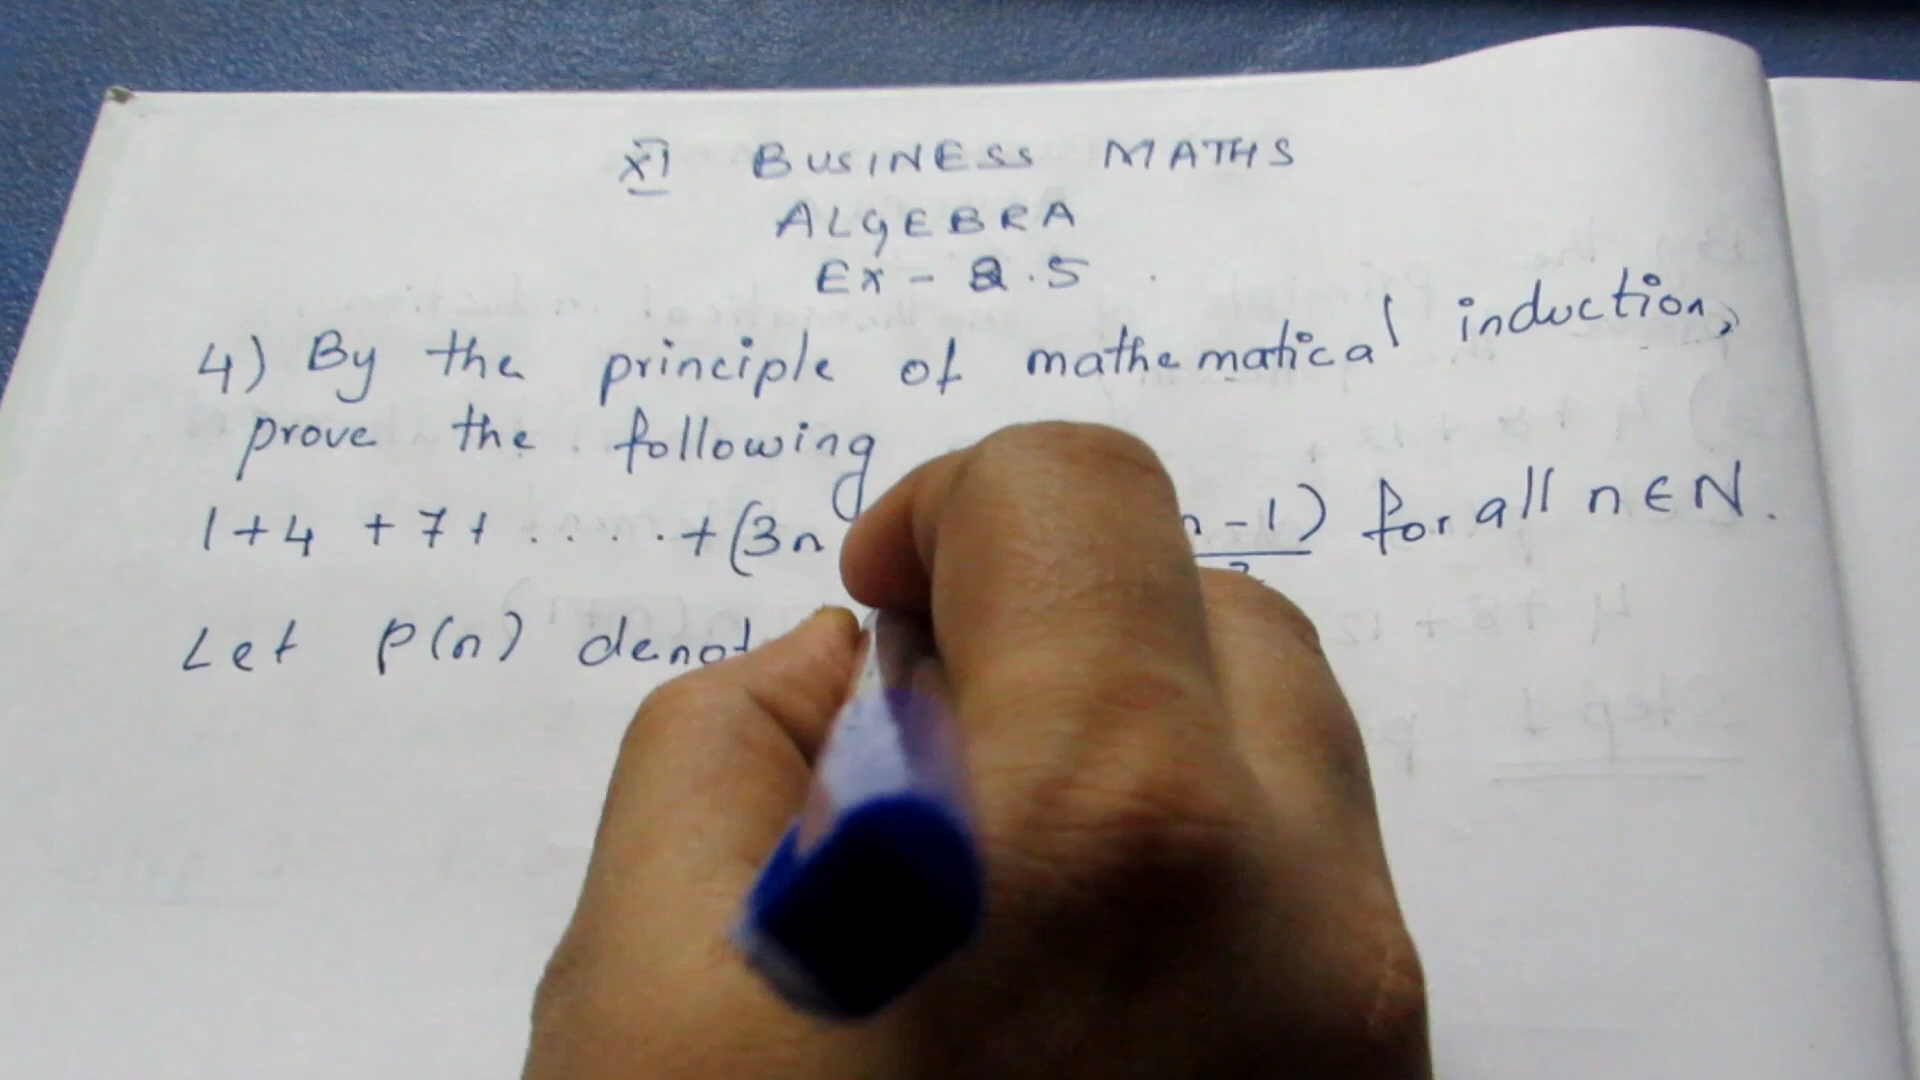 XI BUSINESS MATHS
ALGEBRA
Ex - 2.5
4) By the principle of mathematical induction,
prove the following
1 + 4 + 7 + ..... + (3n n - 1) for all n ∈ N.
2
Let P(n) denot